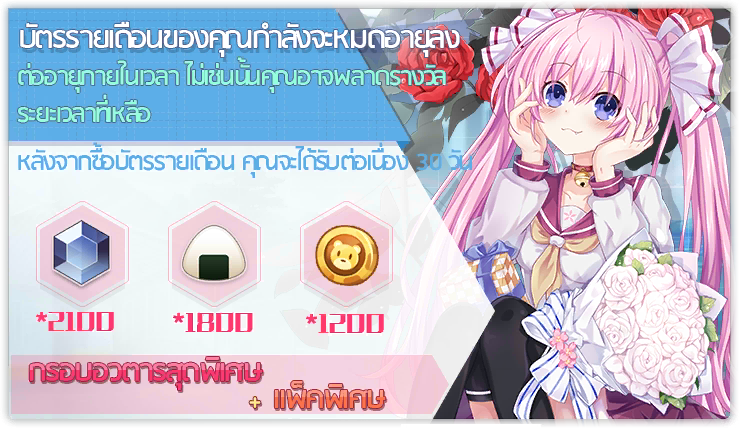 บัตรรายเดือนของคุณกำลังจะหมดอายุลง
ต่ออายุภายในเวลา ไม่เช่นนั้นคุณอาจพลาดรางวัล
ระยะเวลาที่เหลือ
หลังจากซื้อบัตรรายเดือน คุณจะได้รับต่อเนื่อง 30 วัน
*2100 *1800 *1200
กรอบอวตารสุดพิเศษ
+ แพ็คพิเศษ